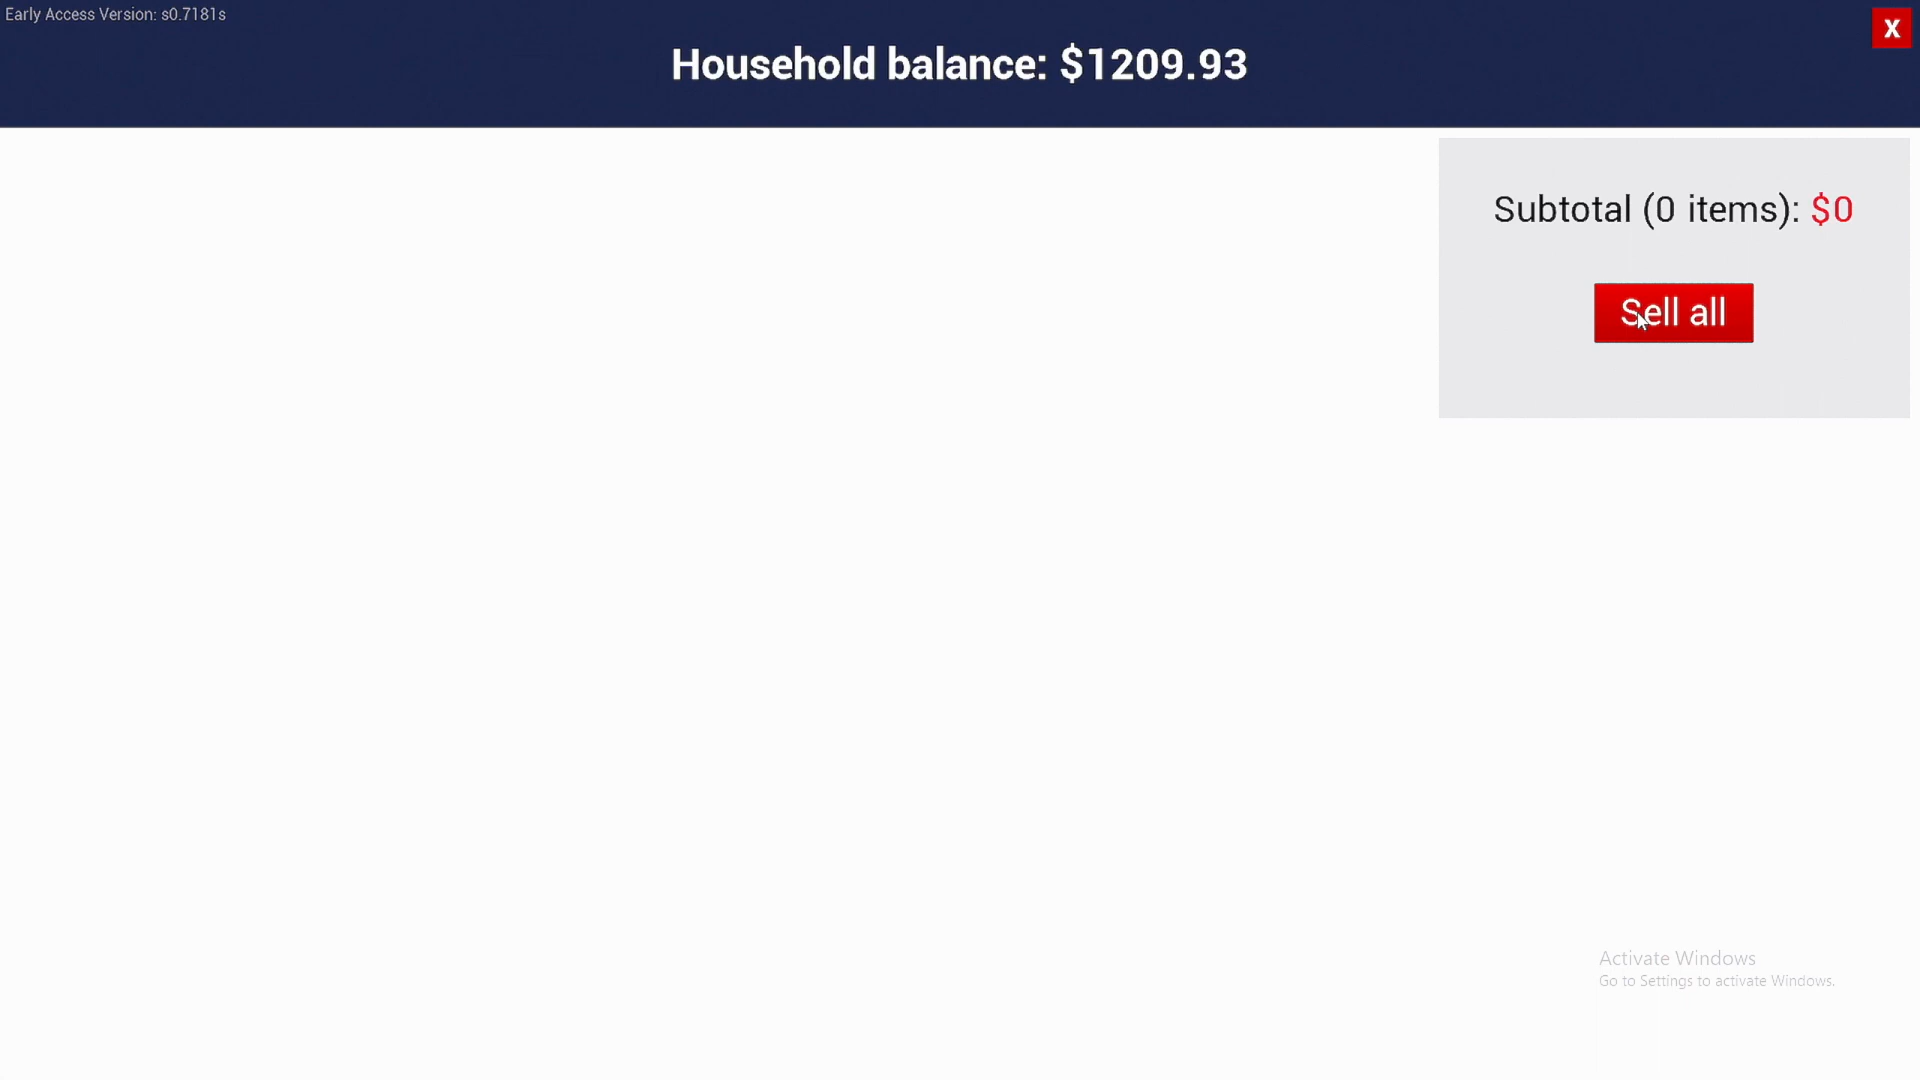 Early Access Version: s0.7181s
X
Household balance: $1209.93
Subtotal (0 items): $0
Sell all
Activate Windows
Go to Settings to activate Windows.